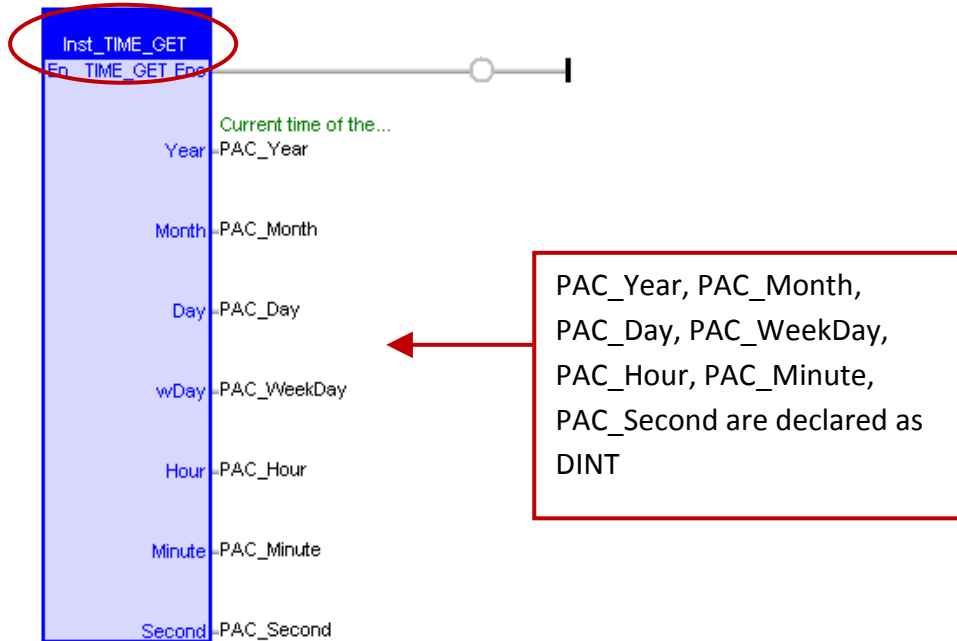 Inst_TIME_GET
En TIME_GET Eno
Current time of the...
Year PAC_Year
Month PAC_Month
Day PAC_Day
wDay PAC_WeekDay
Hour PAC_Hour
Minute PAC_Minute
Second PAC_Second
PAC_Year, PAC_Month,
PAC_Day, PAC_WeekDay,
PAC_Hour, PAC_Minute,
PAC_Second are declared as
DINT